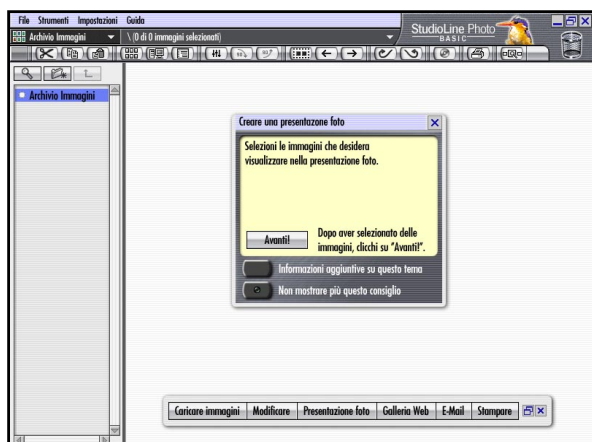 File Strumenti Impostazioni Guida
Archivio Immagini \ (0 di 0 immagini selezionati)
StudioLine Photo
BASIC
Archivio Immagini
Creare una presentazone foto
Selezioni le immagini che desidera
visualizzare nella presentazione foto.
Avanti!
Dopo aver selezionato delle
immagini, clicchi su "Avanti!".
Informazioni aggiuntive su questo tema
Non mostrare più questo consiglio
Caricare immagini Modificare Presentazione foto Galleria Web E-Mail Stampare